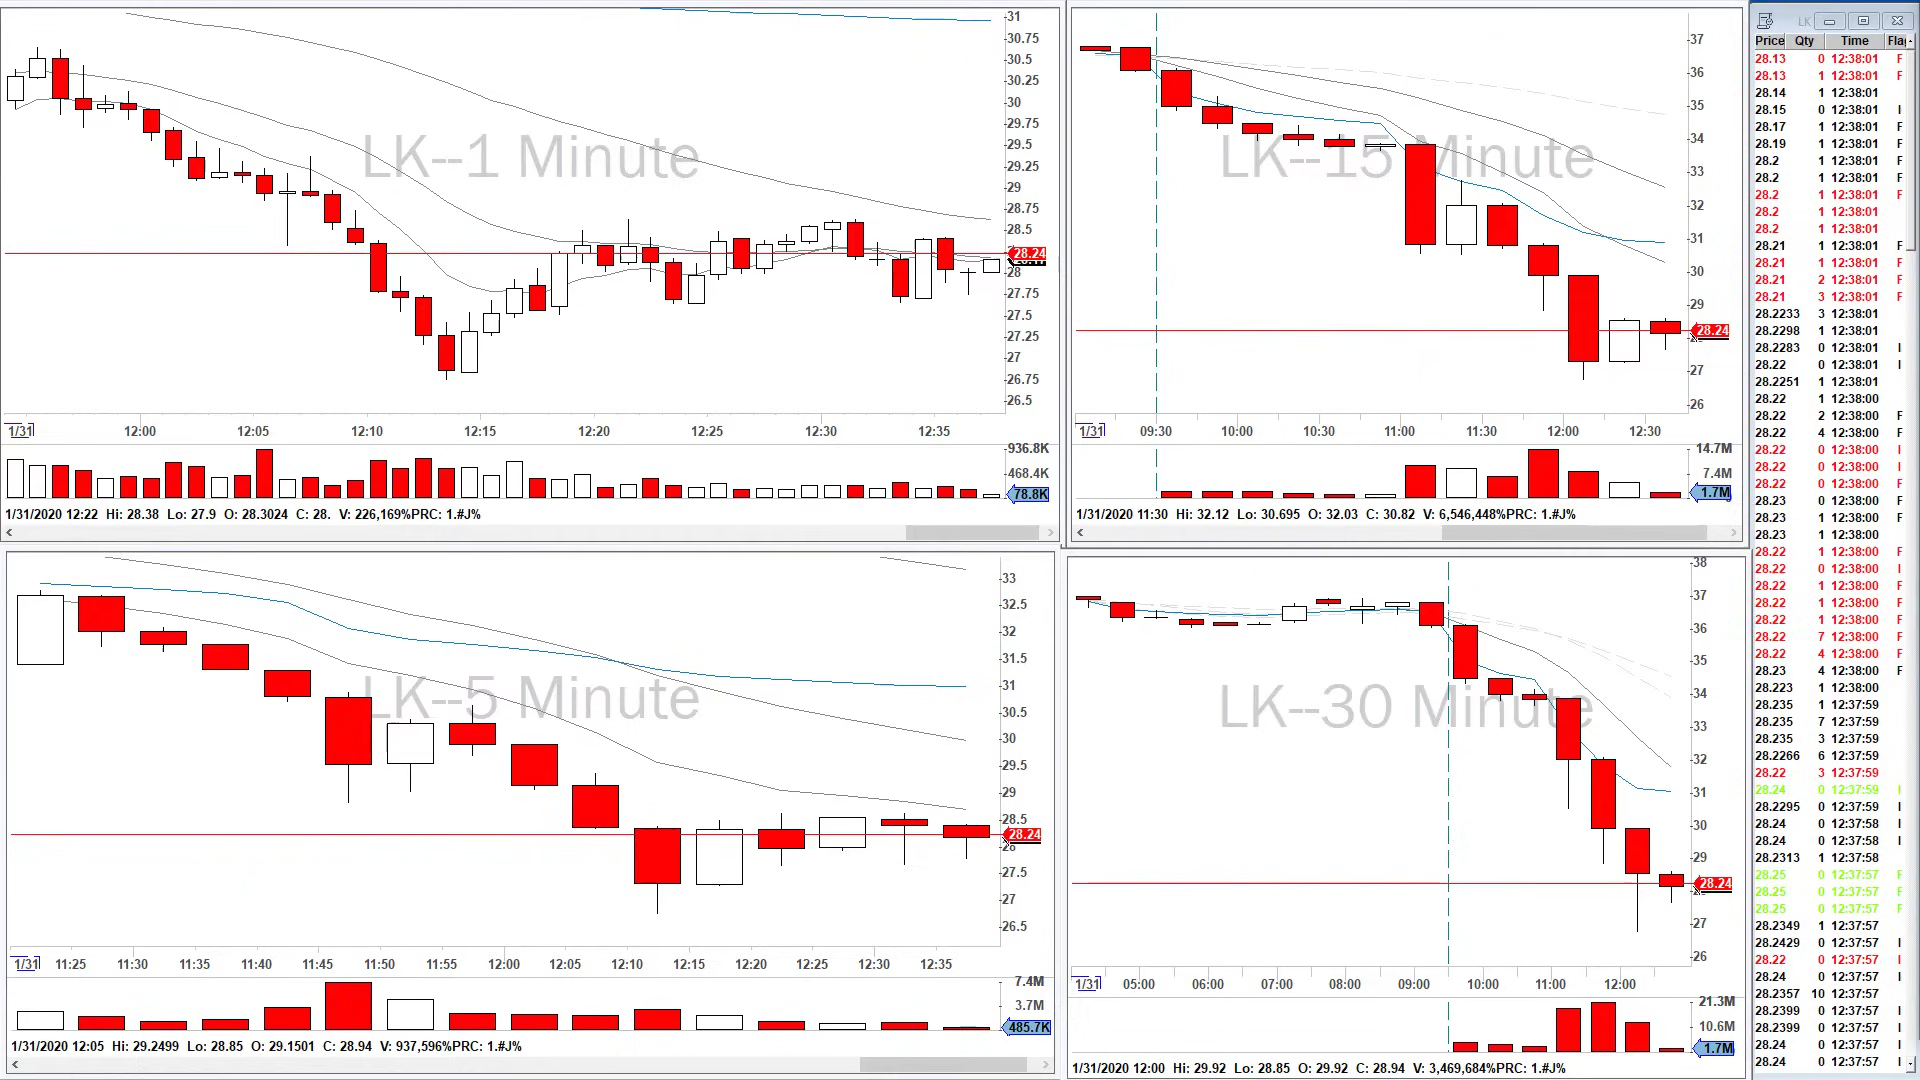 LK--1 Minute
31
30.75
30.5
30.25
30
29.75
29.5
29.25
29
28.75
28.5
28.24
28
27.75
27.5
27.25
27
26.75
26.5
1/31 12:00 12:05 12:10 12:15 12:20 12:25 12:30 12:35
936.8K
468.4K
78.8K
1/31/2020 12:22 Hi: 28.38 Lo: 27.9 O: 28.3024 C: 28. V: 226,169%PRC: 1.#J%
LK--15 Minute
37
36
35
34
33
32
31
30
29
28.24
27
26
1/31 09:30 10:00 10:30 11:00 11:30 12:00 12:30
14.7M
7.4M
1.7M
1/31/2020 11:30 Hi: 32.12 Lo: 30.695 O: 32.03 C: 30.82 V: 6,546,448%PRC: 1.#J%
LK--5 Minute
33
32.5
32
31.5
31
30.5
30
29.5
29
28.5
28.24
28
27.5
27
26.5
1/31 11:25 11:30 11:35 11:40 11:45 11:50 11:55 12:00 12:05 12:10 12:15 12:20 12:25 12:30 12:35
7.4M
3.7M
485.7K
1/31/2020 12:05 Hi: 29.2499 Lo: 28.85 O: 29.1501 C: 28.94 V: 937,596%PRC: 1.#J%
LK--30 Minute
38
37
36
35
34
33
32
31
30
29
28.24
27
26
1/31 05:00 06:00 07:00 08:00 09:00 10:00 11:00 12:00
21.3M
10.6M
1.7M
1/31/2020 12:00 Hi: 29.92 Lo: 28.85 O: 29.92 C: 28.94 V: 3,469,684%PRC: 1.#J%
LK
Price Qty Time Flag
28.13 0 12:38:01 F
28.13 1 12:38:01 F
28.14 1 12:38:01
28.15 0 12:38:01 I
28.17 1 12:38:01 F
28.19 1 12:38:01 F
28.2 1 12:38:01 F
28.2 1 12:38:01 F
28.2 1 12:38:01 F
28.2 1 12:38:01
28.2 1 12:38:01
28.21 1 12:38:01 F
28.21 1 12:38:01 F
28.21 2 12:38:01 F
28.21 3 12:38:01 F
28.2233 3 12:38:01
28.2298 1 12:38:01
28.2283 0 12:38:01 I
28.22 0 12:38:01 I
28.2251 1 12:38:01
28.22 1 12:38:00
28.22 2 12:38:00 F
28.22 4 12:38:00 F
28.22 0 12:38:00 I
28.22 0 12:38:00 I
28.22 0 12:38:00 F
28.23 0 12:38:00 F
28.23 1 12:38:00 F
28.23 1 12:38:00
28.22 1 12:38:00 F
28.22 0 12:38:00 I
28.22 1 12:38:00 F
28.22 1 12:38:00 F
28.22 1 12:38:00 F
28.22 7 12:38:00 F
28.22 4 12:38:00 F
28.23 4 12:38:00 F
28.223 1 12:38:00
28.235 1 12:37:59
28.235 7 12:37:59
28.235 3 12:37:59
28.2266 6 12:37:59
28.22 3 12:37:59
28.24 0 12:37:59 I
28.2295 0 12:37:59 I
28.24 0 12:37:58 I
28.24 0 12:37:58 I
28.2313 1 12:37:58
28.25 0 12:37:57 F
28.25 0 12:37:57 F
28.25 0 12:37:57 F
28.2349 1 12:37:57
28.2429 0 12:37:57 I
28.22 0 12:37:57 I
28.24 0 12:37:57 I
28.2357 10 12:37:57
28.2399 0 12:37:57 I
28.2399 0 12:37:57 I
28.24 0 12:37:57 I
28.24 0 12:37:57 I